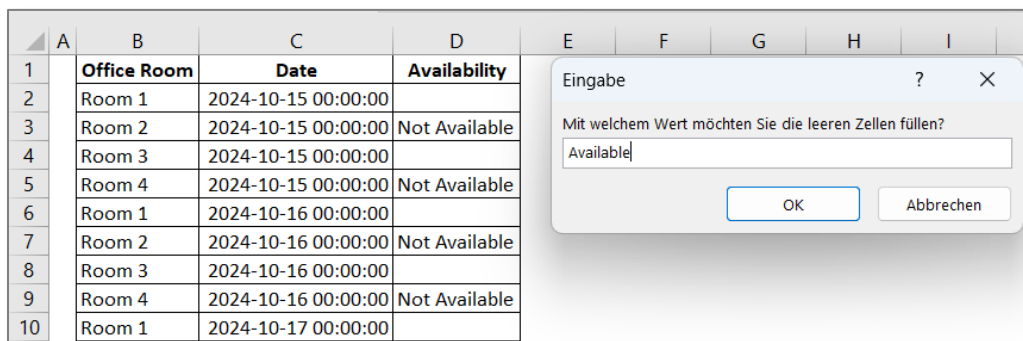 A B C D E F G H I
1 Office Room Date Availability
2 Room 1 2024-10-15 00:00:00
3 Room 2 2024-10-15 00:00:00 Not Available
4 Room 3 2024-10-15 00:00:00
5 Room 4 2024-10-15 00:00:00 Not Available
6 Room 1 2024-10-16 00:00:00
7 Room 2 2024-10-16 00:00:00 Not Available
8 Room 3 2024-10-16 00:00:00
9 Room 4 2024-10-16 00:00:00 Not Available
10 Room 1 2024-10-17 00:00:00
Eingabe ?
Mit welchem Wert möchten Sie die leeren Zellen füllen?
Available
OK Abbrechen